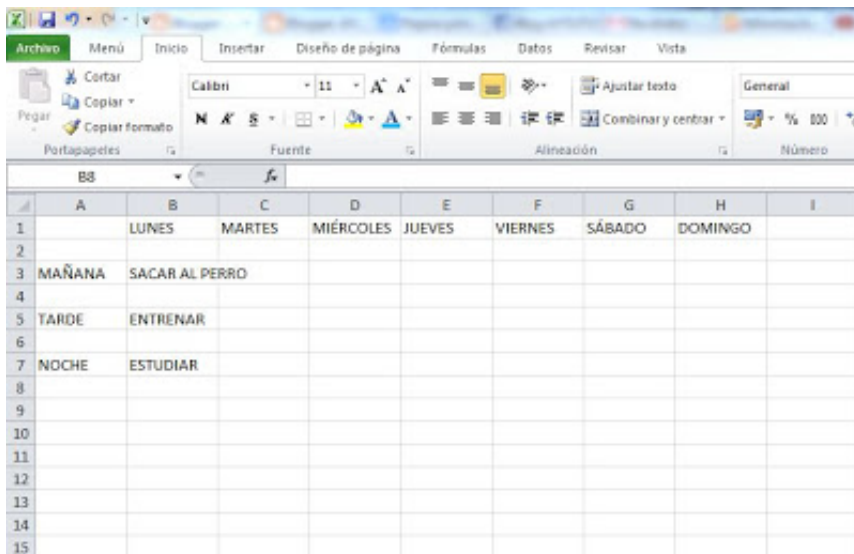 Archivo Menú Inicio Insertar Diseño de página Fórmulas Datos Revisar Vista
Cortar
Copiar
Copiar formato
Pegar
Portapapeles
Calibri 11
N K S
Fuente
Ajustar texto
Combinar y centrar
Alineación
General
% 000
Número
B8 fx
A B C D E F G H I
1 LUNES MARTES MIÉRCOLES JUEVES VIERNES SÁBADO DOMINGO
2
3 MAÑANA SACAR AL PERRO
4
5 TARDE ENTRENAR
6
7 NOCHE ESTUDIAR
8
9
10
11
12
13
14
15